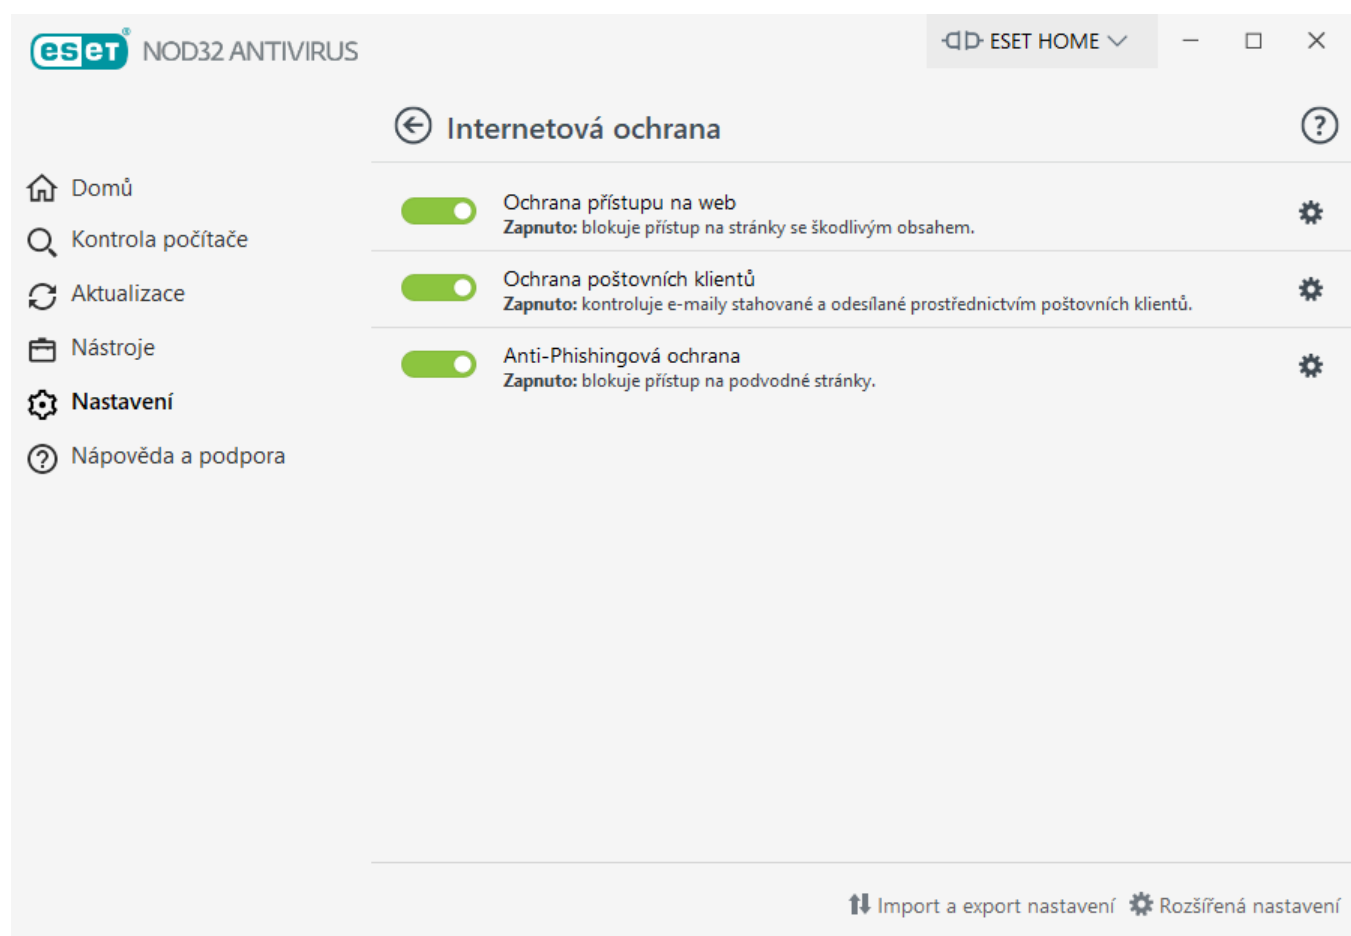 eset® NOD32 ANTIVIRUS
ESET HOME
Internetová ochrana
Domů
Kontrola počítače
Aktualizace
Nástroje
Nastavení
Nápověda a podpora
Ochrana přístupu na web
Zapnuto: blokuje přístup na stránky se škodlivým obsahem.
Ochrana poštovních klientů
Zapnuto: kontroluje e-maily stahované a odesílané prostřednictvím poštovních klientů.
Anti-Phishingová ochrana
Zapnuto: blokuje přístup na podvodné stránky.
Import a export nastavení Rozšířená nastavení